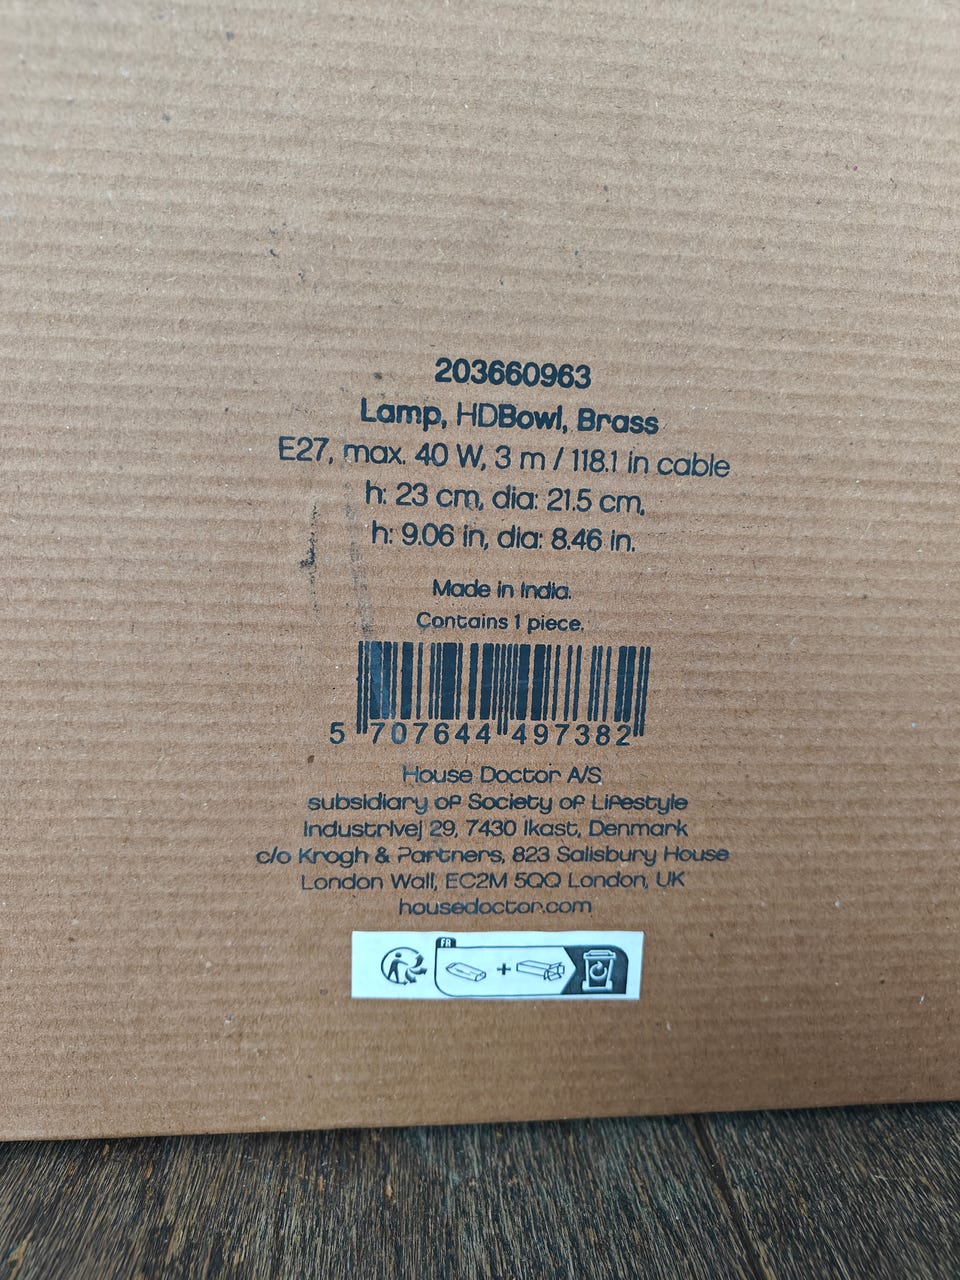 203660963
Lamp, HDBowl, Brass
E27, max. 40 W, 3 m / 118.1 in cable
h: 23 cm, dia: 21.5 cm,
h: 9.06 in, dia: 8.46 in.
Made in India.
Contains 1 piece.
5 707644 497382
House Doctor A/S
subsidiary of Society of Lifestyle
Industrivej 29, 7430 Ikast, Denmark
c/o Krogh & Partners, 823 Salisbury House
London Wall, EC2M 5QQ London, UK
housedoctor.com
FR
+